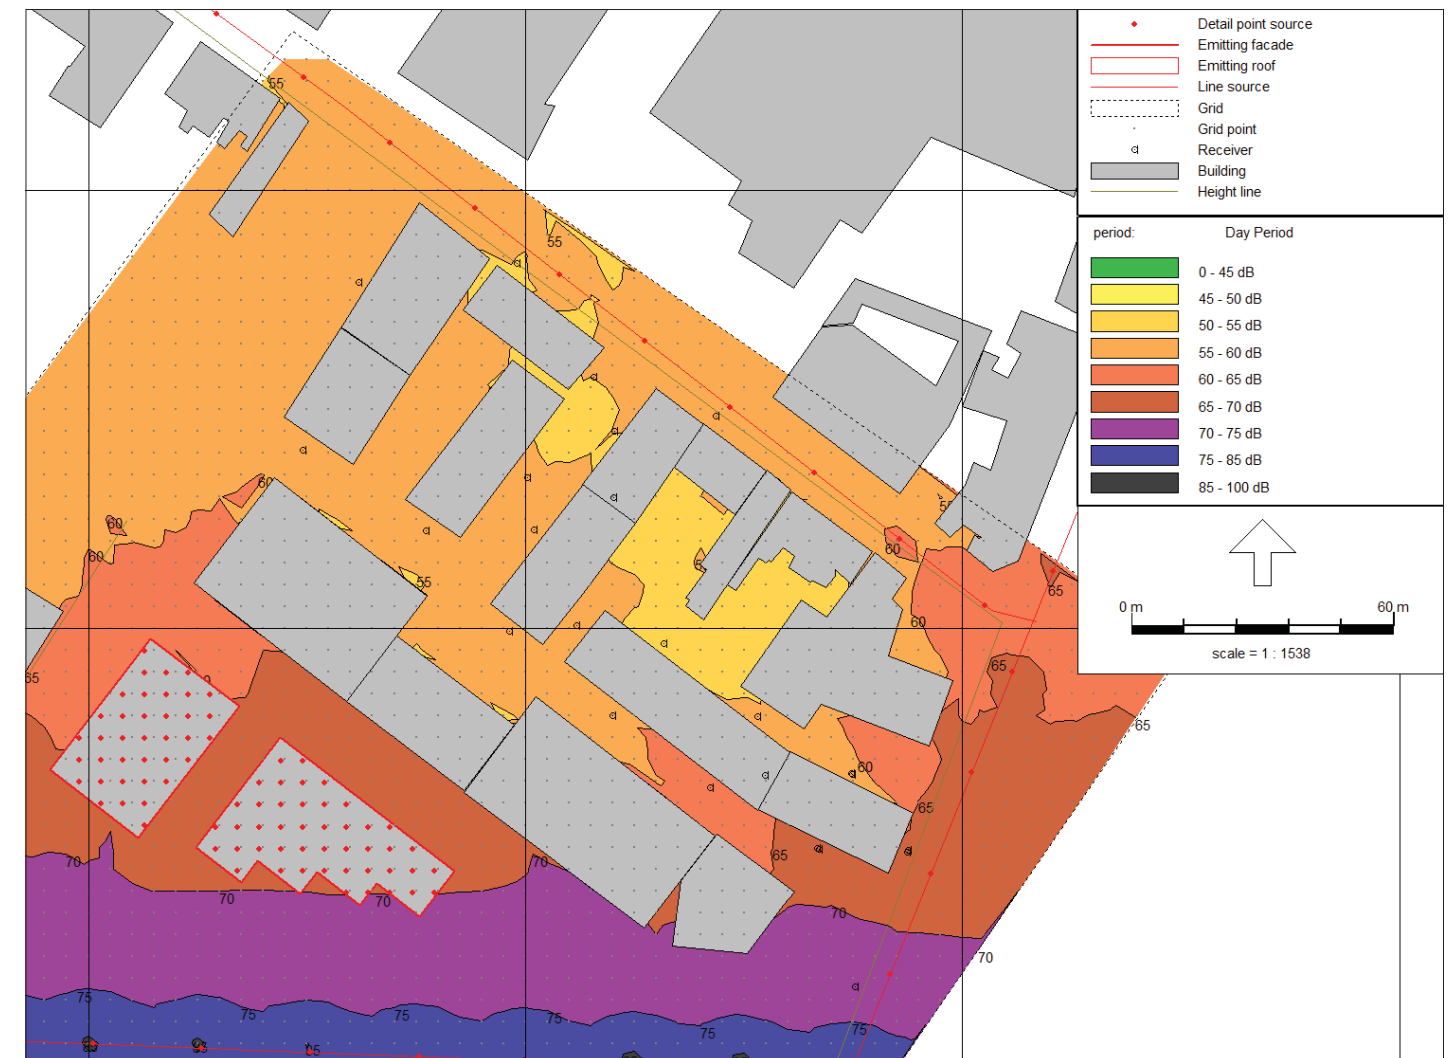 Detail point source
Emitting facade
Emitting roof
Line source
Grid
Grid point
Receiver
Building
Height line
period: Day Period
0 - 45 dB
45 - 50 dB
50 - 55 dB
55 - 60 dB
60 - 65 dB
65 - 70 dB
70 - 75 dB
75 - 85 dB
85 - 100 dB
0 m 60 m
scale = 1 : 1538
55
55
60
60
60
60
55
65
60
65
65
65
60
65
65
70
70
70
70
70
70
75
75
75
75
75
75